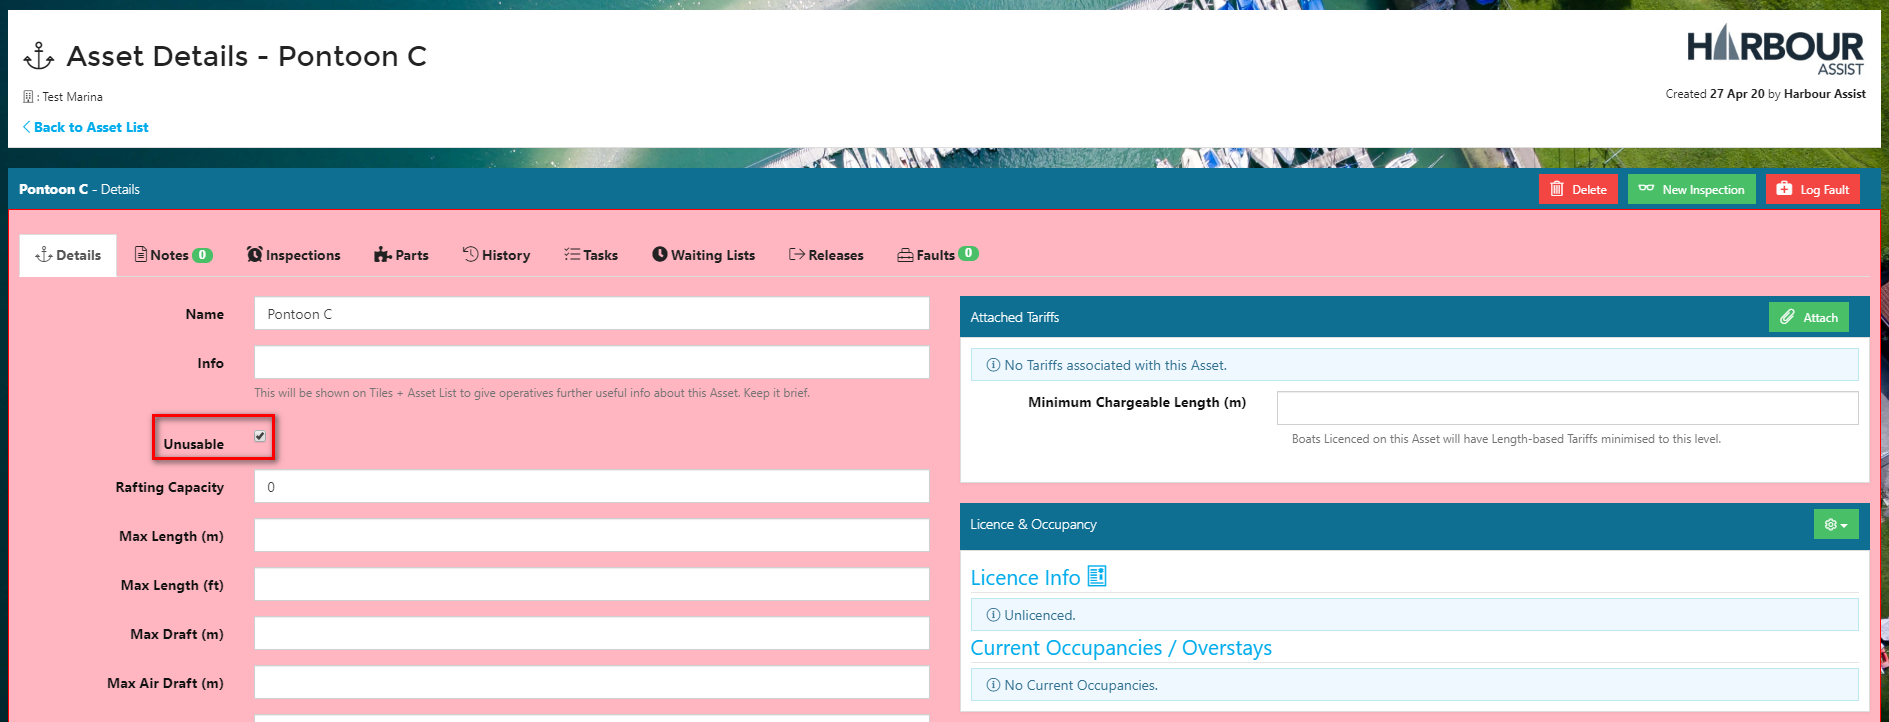 Asset Details - Pontoon C
HARBOUR
ASSIST
: Test Marina
Created 27 Apr 20 by Harbour Assist
Back to Asset List
Pontoon C - Details
Delete
New Inspection
Log Fault
Details
Notes 0
Inspections
Parts
History
Tasks
Waiting Lists
Releases
Faults 0
Name
Pontoon C
Info
This will be shown on Tiles + Asset List to give operatives further useful info about this Asset. Keep it brief.
Unusable
Rafting Capacity
0
Max Length (m)
Max Length (ft)
Max Draft (m)
Max Air Draft (m)
Attached Tariffs
Attach
No Tariffs associated with this Asset.
Minimum Chargeable Length (m)
Boats Licenced on this Asset will have Length-based Tariffs minimised to this level.
Licence & Occupancy
Licence Info
Unlicenced.
Current Occupancies / Overstays
No Current Occupancies.